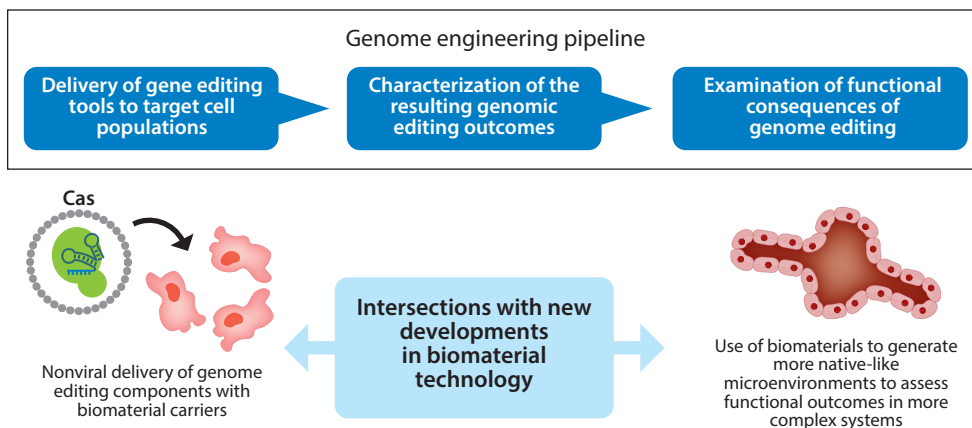 Genome engineering pipeline
Delivery of gene editing
tools to target cell
populations
Characterization of the
resulting genomic
editing outcomes
Examination of functional
consequences of
genome editing
Cas
Nonviral delivery of genome
editing components with
biomaterial carriers
Intersections with new
developments
in biomaterial
technology
Use of biomaterials to generate
more native-like
microenvironments to assess
functional outcomes in more
complex systems